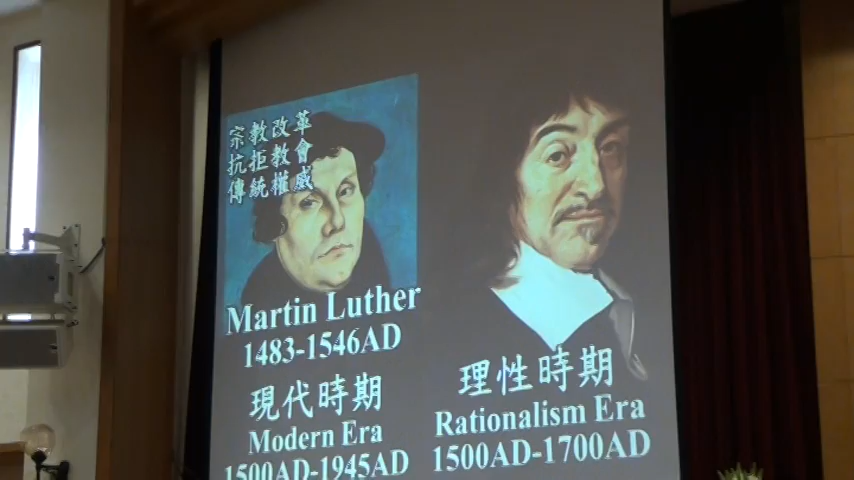 宗教改革
抗拒教會
傳統權威
Martin Luther
1483-1546AD
現代時期
Modern Era
1500AD-1945AD
理性時期
Rationalism Era
1500AD-1700AD